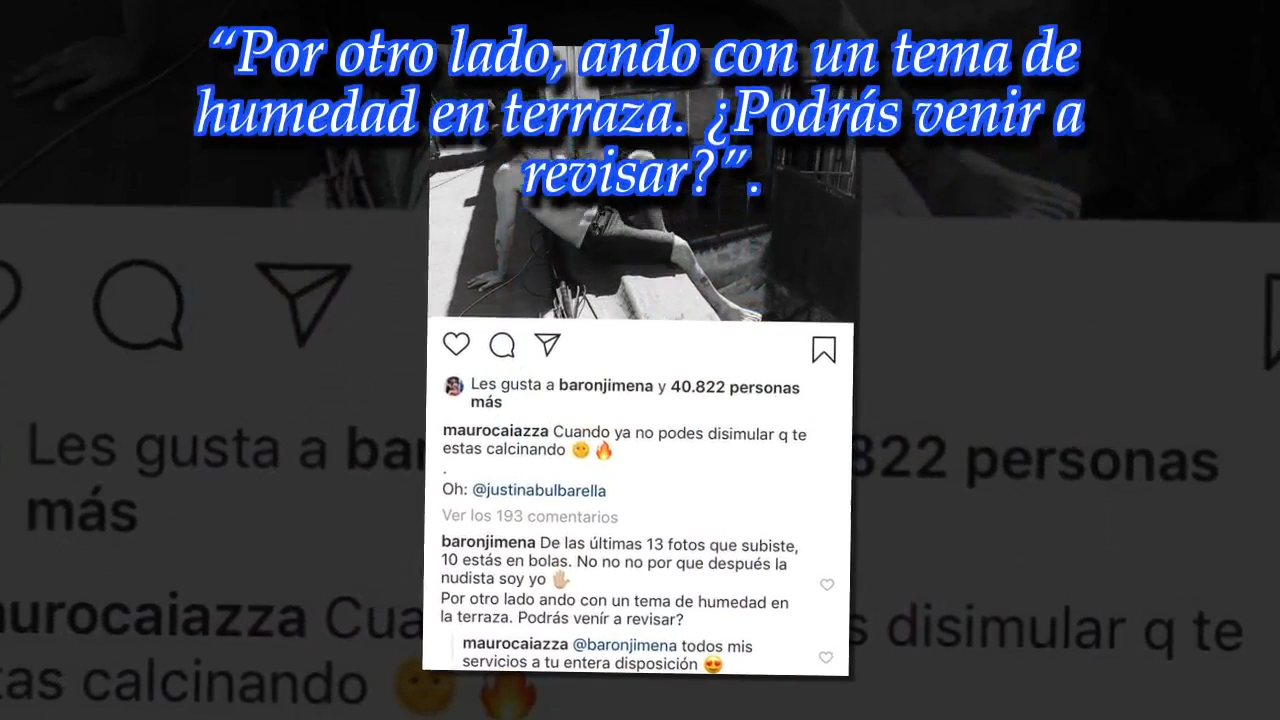 “Por otro lado, ando con un tema de
humedad en terraza. ¿Podrás venir a
revisar?”.
Les gusta a baronjimena y 40.822 personas
más
maurocaiazza Cuando ya no podes disimular q te
estas calcinando 😶🔥
.
Oh: @justinabulbarella
Ver los 193 comentarios
baronjimena De las últimas 13 fotos que subiste,
10 estás en bolas. No no no por que después la
nudista soy yo 🖐🏼
Por otro lado ando con un tema de humedad en
la terraza. Podrás venír a revisar?
maurocaiazza @baronjimena todos mis
servicios a tu entera disposición 😍
Les gusta a bar
822 personas
más
aurocaiazza Cua
s disimular q te
tas calcinando 😶🔥